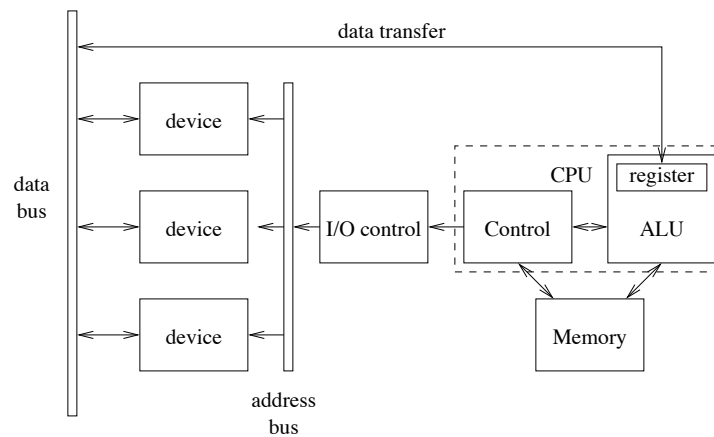 data transfer
device
CPU
register
data
bus
device
I/O control
Control
ALU
device
Memory
address
bus